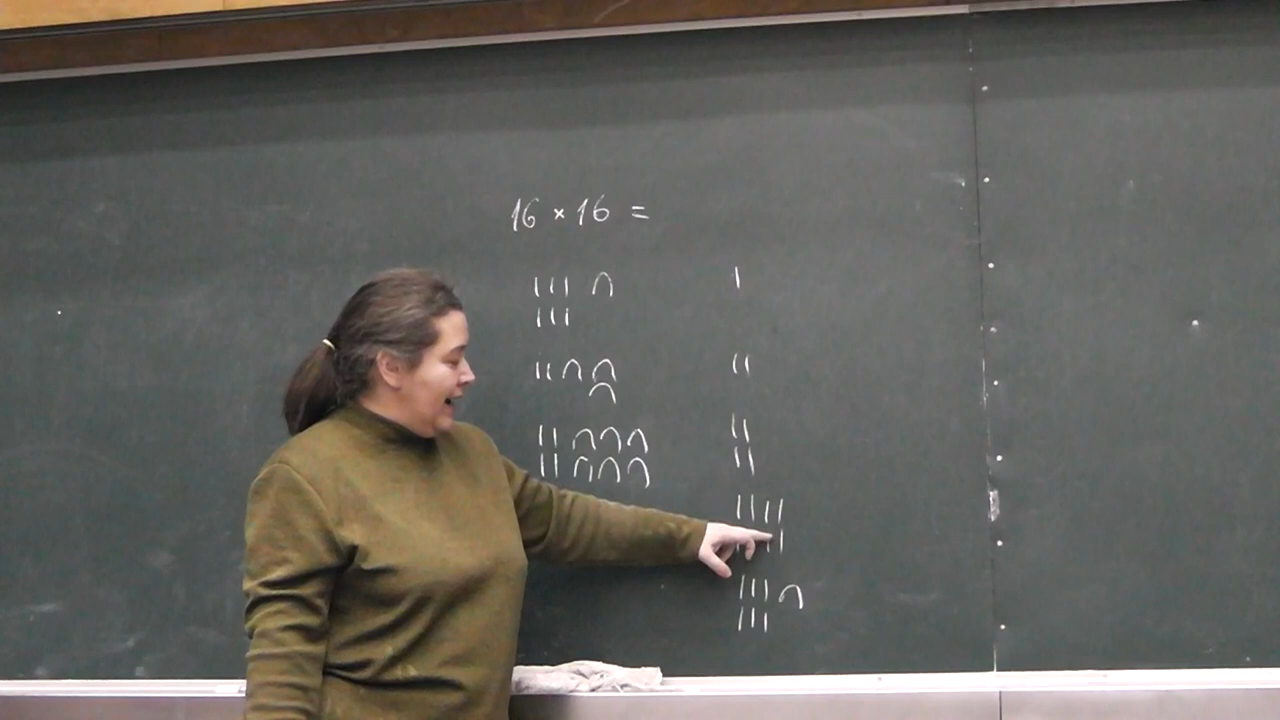 16 × 16 =
||| ∩ |
|||
|| ∩ ∩ ||
∩
|| ∩ ∩ ∩ ||
|| ∩ ∩ ∩ ||
||||
||| ∩
|||